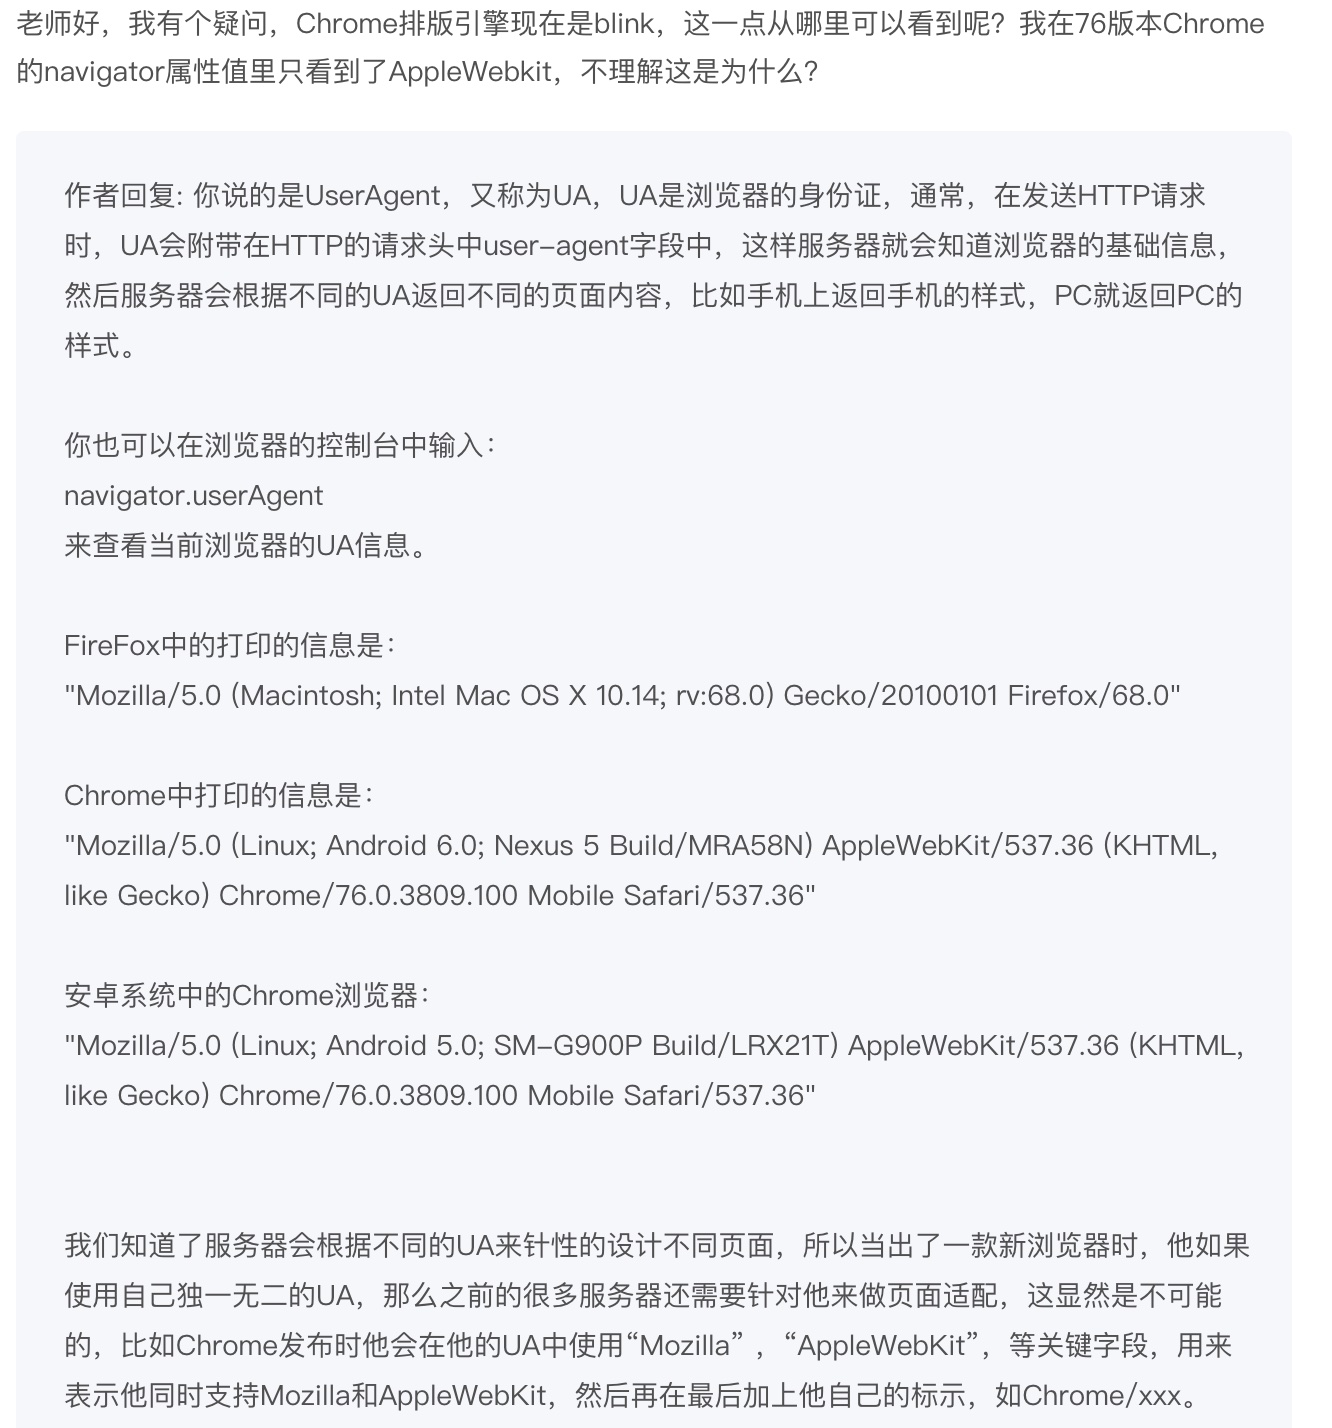 老师好，我有个疑问，Chrome排版引擎现在是blink，这一点从哪里可以看到呢？我在76版本Chrome
的navigator属性值里只看到了AppleWebkit，不理解这是为什么？
作者回复: 你说的是UserAgent，又称为UA，UA是浏览器的身份证，通常，在发送HTTP请求
时，UA会附带在HTTP的请求头中user-agent字段中，这样服务器就会知道浏览器的基础信息，
然后服务器会根据不同的UA返回不同的页面内容，比如手机上返回手机的样式，PC就返回PC的
样式。
你也可以在浏览器的控制台中输入：
navigator.userAgent
来查看当前浏览器的UA信息。
FireFox中的打印的信息是：
"Mozilla/5.0 (Macintosh; Intel Mac OS X 10.14; rv:68.0) Gecko/20100101 Firefox/68.0"
Chrome中打印的信息是：
"Mozilla/5.0 (Linux; Android 6.0; Nexus 5 Build/MRA58N) AppleWebKit/537.36 (KHTML,
like Gecko) Chrome/76.0.3809.100 Mobile Safari/537.36"
安卓系统中的Chrome浏览器：
"Mozilla/5.0 (Linux; Android 5.0; SM-G900P Build/LRX21T) AppleWebKit/537.36 (KHTML,
like Gecko) Chrome/76.0.3809.100 Mobile Safari/537.36"
我们知道了服务器会根据不同的UA来针性的设计不同页面，所以当出了一款新浏览器时，他如果
使用自己独一无二的UA，那么之前的很多服务器还需要针对他来做页面适配，这显然是不可能
的，比如Chrome发布时他会在他的UA中使用“Mozilla” ，“AppleWebKit”，等关键字段，用来
表示他同时支持Mozilla和AppleWebKit，然后再在最后加上他自己的标示，如Chrome/xxx。